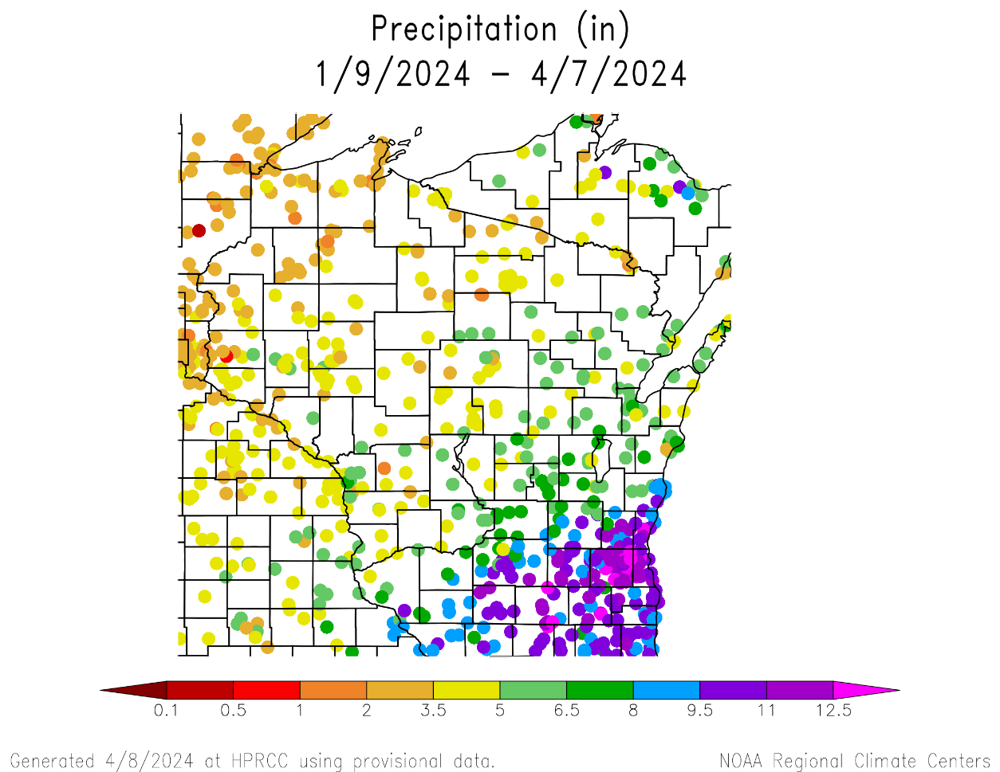 Precipitation (in)
1/9/2024 – 4/7/2024
0.1 0.5 1 2 3.5 5 6.5 8 9.5 11 12.5
Generated 4/8/2024 at HPRCC using provisional data.
NOAA Regional Climate Centers